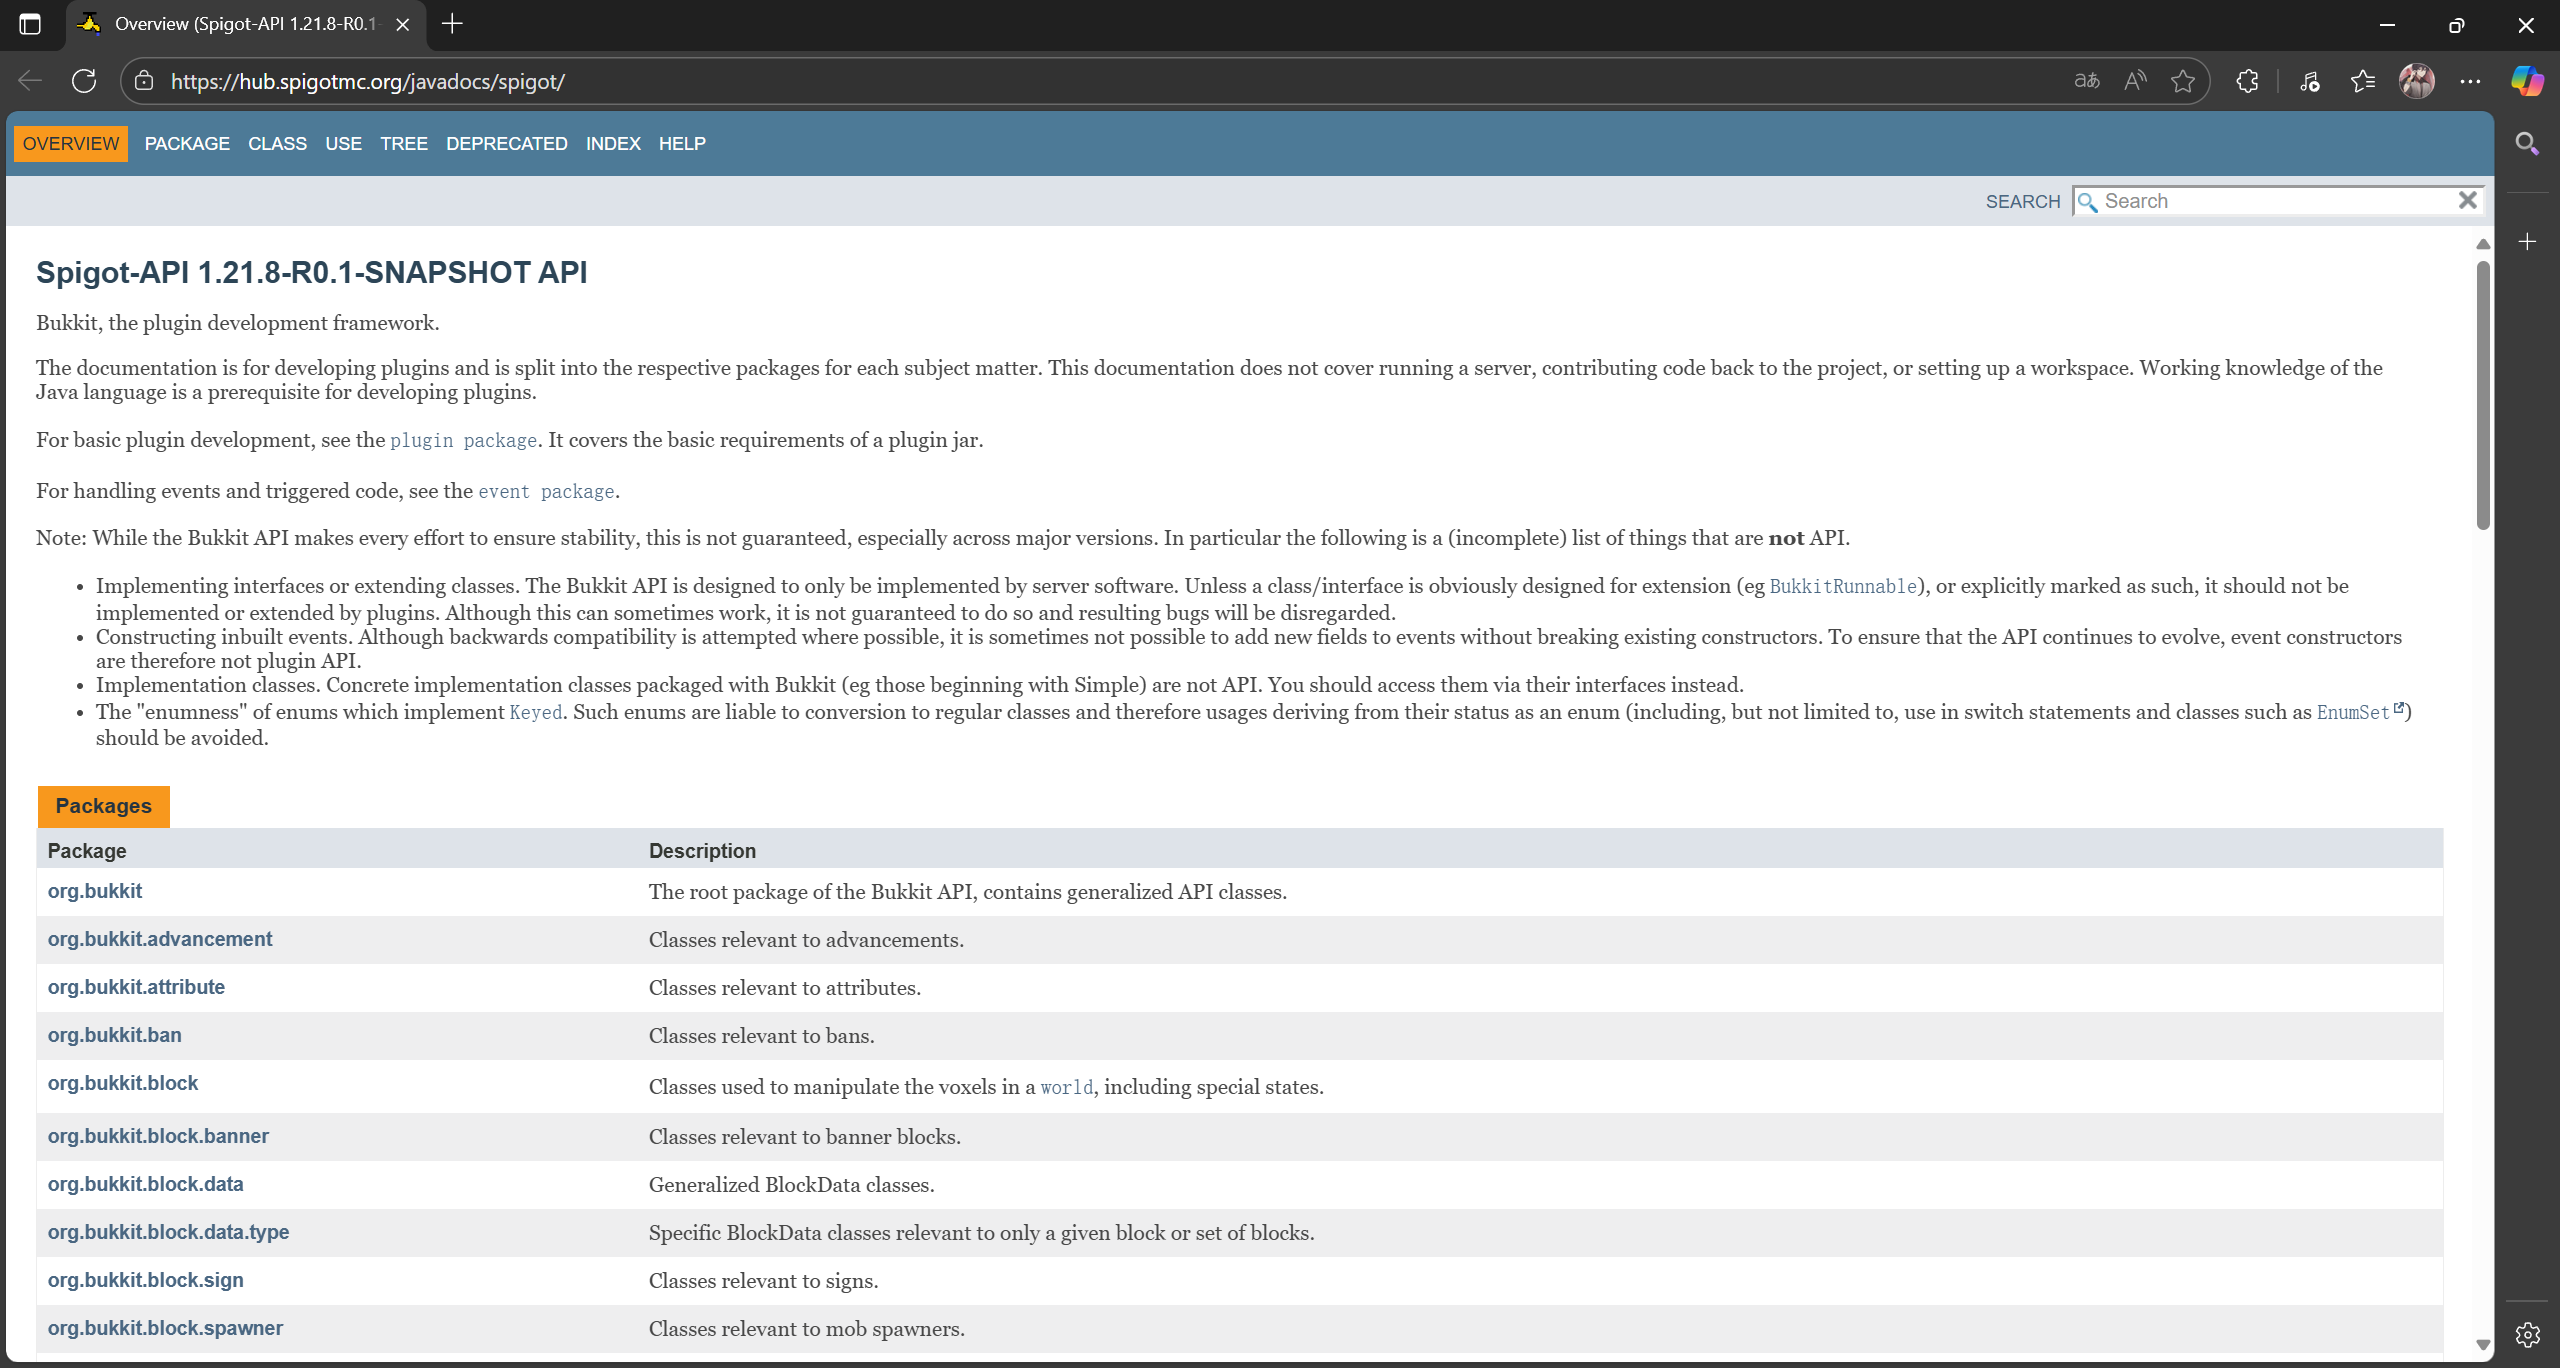 Overview (Spigot-API 1.21.8-R0.1-
https://hub.spigotmc.org/javadocs/spigot/
OVERVIEW PACKAGE CLASS USE TREE DEPRECATED INDEX HELP
SEARCH Search
Spigot-API 1.21.8-R0.1-SNAPSHOT API
Bukkit, the plugin development framework.
The documentation is for developing plugins and is split into the respective packages for each subject matter. This documentation does not cover running a server, contributing code back to the project, or setting up a workspace. Working knowledge of the
Java language is a prerequisite for developing plugins.
For basic plugin development, see the plugin package. It covers the basic requirements of a plugin jar.
For handling events and triggered code, see the event package.
Note: While the Bukkit API makes every effort to ensure stability, this is not guaranteed, especially across major versions. In particular the following is a (incomplete) list of things that are not API.
• Implementing interfaces or extending classes. The Bukkit API is designed to only be implemented by server software. Unless a class/interface is obviously designed for extension (eg BukkitRunnable), or explicitly marked as such, it should not be
implemented or extended by plugins. Although this can sometimes work, it is not guaranteed to do so and resulting bugs will be disregarded.
• Constructing inbuilt events. Although backwards compatibility is attempted where possible, it is sometimes not possible to add new fields to events without breaking existing constructors. To ensure that the API continues to evolve, event constructors
are therefore not plugin API.
• Implementation classes. Concrete implementation classes packaged with Bukkit (eg those beginning with Simple) are not API. You should access them via their interfaces instead.
• The "enumness" of enums which implement Keyed. Such enums are liable to conversion to regular classes and therefore usages deriving from their status as an enum (including, but not limited to, use in switch statements and classes such as EnumSet)
should be avoided.
Packages
Package Description
org.bukkit The root package of the Bukkit API, contains generalized API classes.
org.bukkit.advancement Classes relevant to advancements.
org.bukkit.attribute Classes relevant to attributes.
org.bukkit.ban Classes relevant to bans.
org.bukkit.block Classes used to manipulate the voxels in a world, including special states.
org.bukkit.block.banner Classes relevant to banner blocks.
org.bukkit.block.data Generalized BlockData classes.
org.bukkit.block.data.type Specific BlockData classes relevant to only a given block or set of blocks.
org.bukkit.block.sign Classes relevant to signs.
org.bukkit.block.spawner Classes relevant to mob spawners.